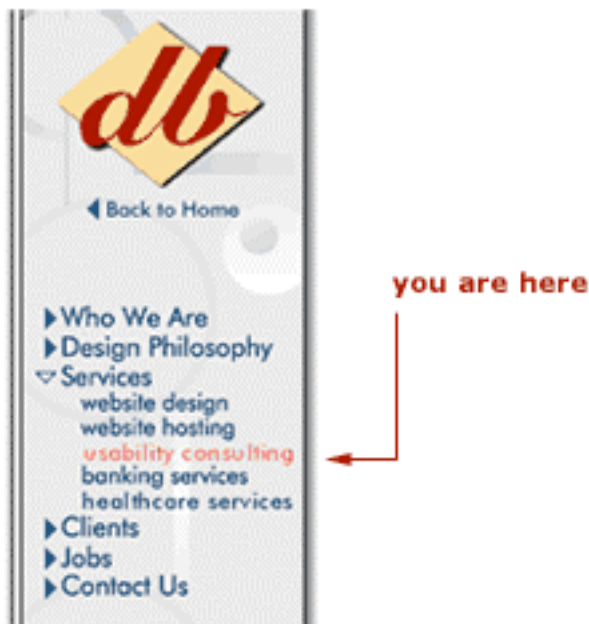 db
Back to Home
you are here
Who We Are
Design Philosophy
Services
website design
website hosting
usability consulting
banking services
healthcare services
Clients
Jobs
Contact Us